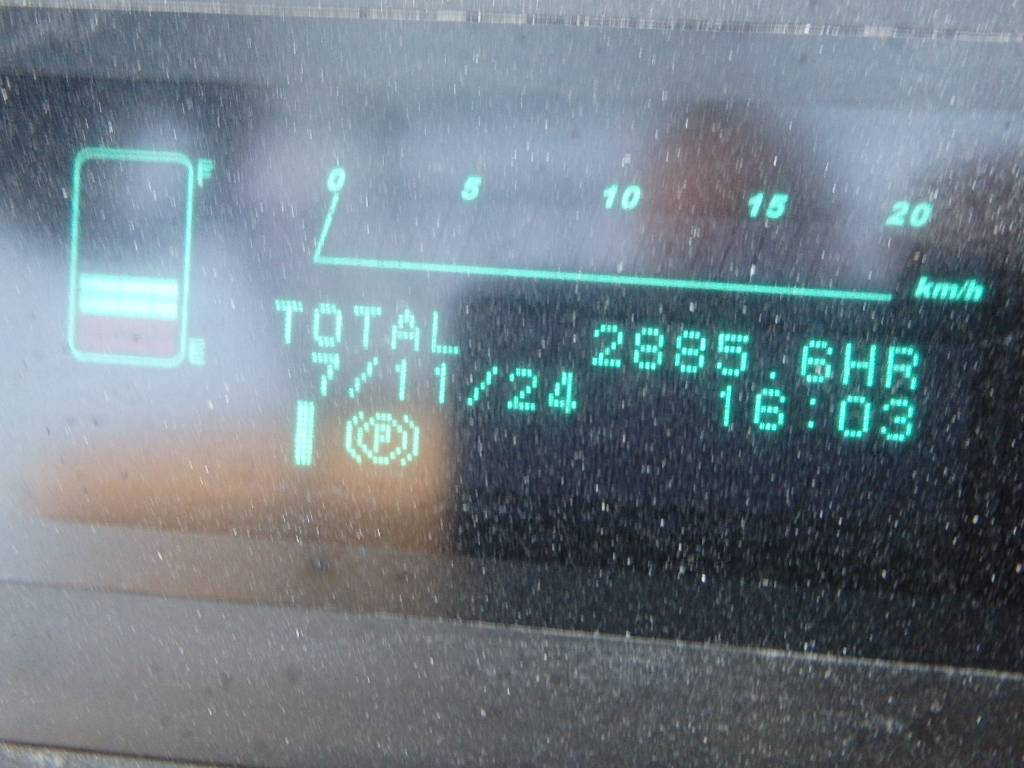 F
0 5 10 15 20
km/h
E
TOTAL 2885.6HR
7/11/24 16:03
P